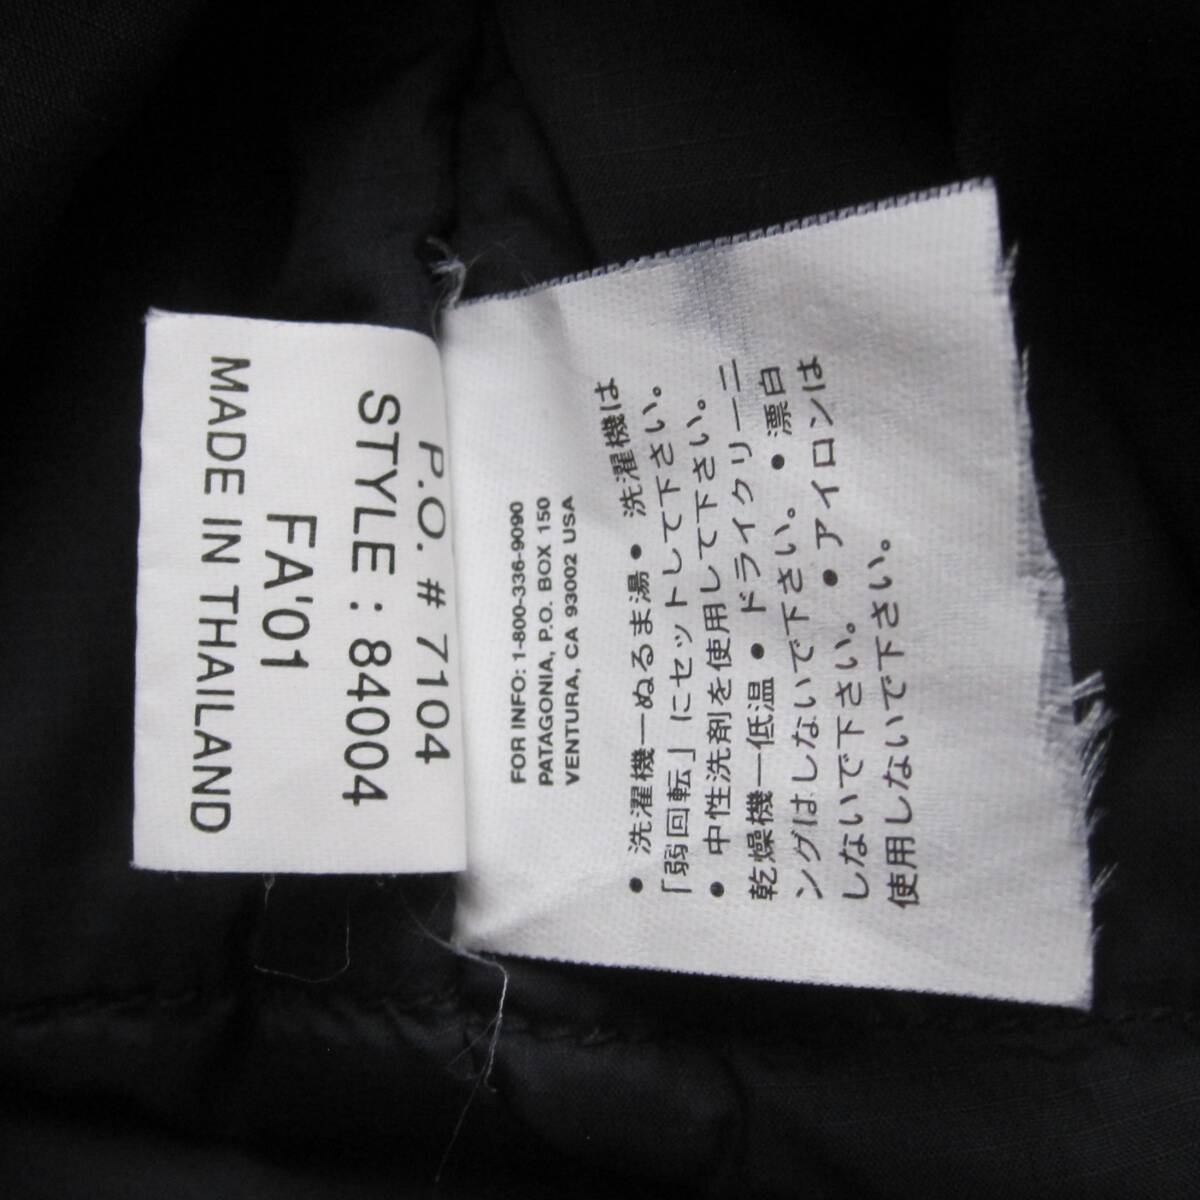 P.O. # 7104
STYLE : 84004
FA'01
MADE IN THAILAND
FOR INFO: 1-800-336-9090
PATAGONIA, P.O. BOX 150
VENTURA, CA 93002 USA
● 洗濯機—ぬるま湯 ● 洗濯機は
「弱回転」にセットして下さい。
● 中性洗剤を使用して下さい。
乾燥機—低温 ● ドライクリーニ
ングはしないで下さい。 ● 漂白
しないで下さい。 ● アイロンは
使用しないで下さい。